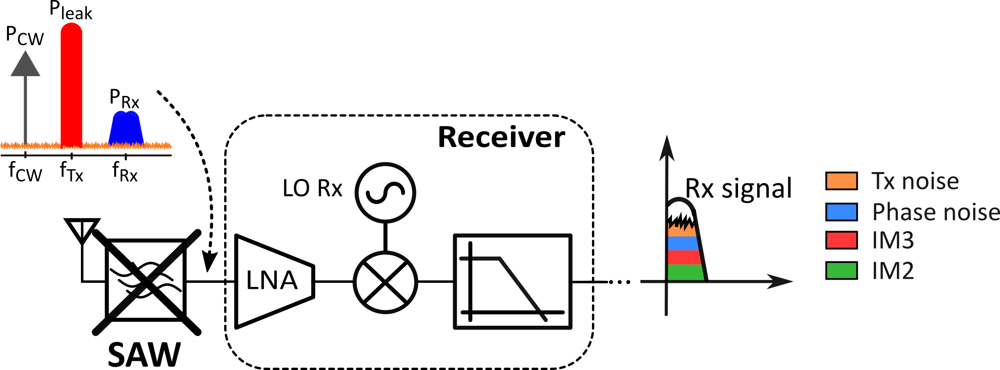 P_leak
P_CW
P_Rx
f_CW f_Tx f_Rx
Receiver
LO Rx
LNA
SAW
Rx signal
Tx noise
Phase noise
IM3
IM2